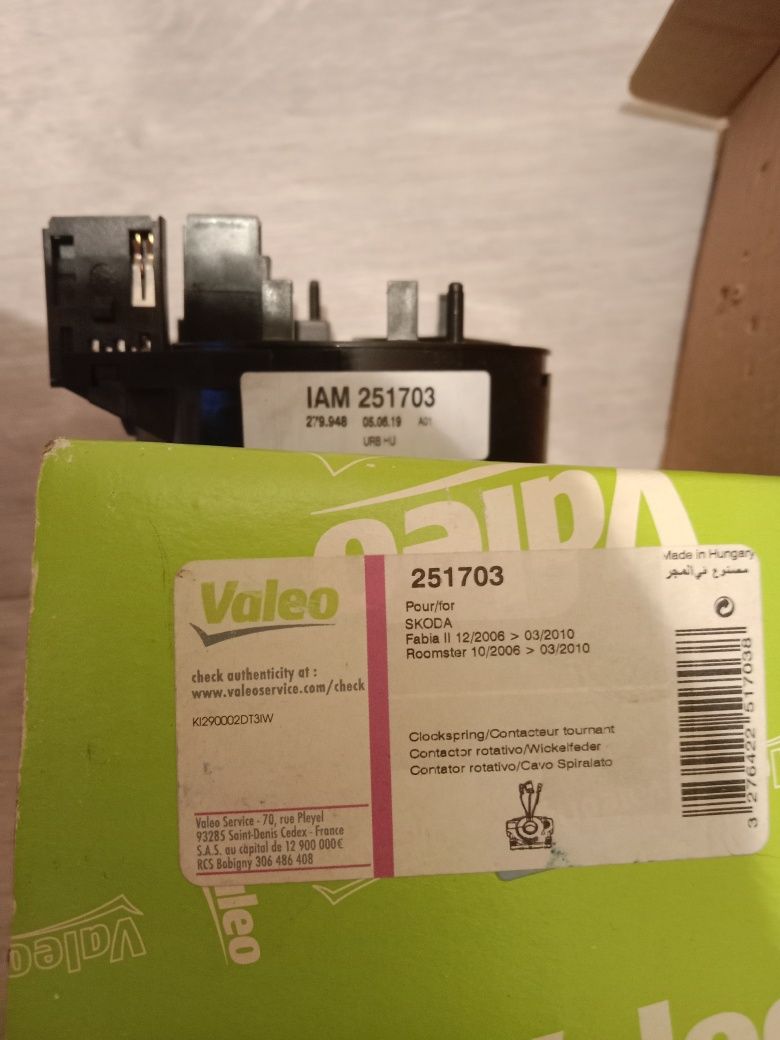 IAM 251703
279.948 05.06.19 A01
URB HU
Valeo
Valeo
check authenticity at :
www.valeoservice.com/check
KI290002DT3IW
Valeo Service - 70, rue Pleyel
93285 Saint-Denis Cedex - France
S.A.S. au càpital de 12 900 000€
RCS Bobigny 306 486 408
251703
Pour/for
SKODA
Fabia II 12/2006 > 03/2010
Roomster 10/2006 > 03/2010
Clockspring/Contacteur tournant
Contactor rotativo/Wickelfeder
Contator rotativo/Cavo Spiralato
Made in Hungary
مصنوع في المجر
3 276422 517038
Valeo
Valeo